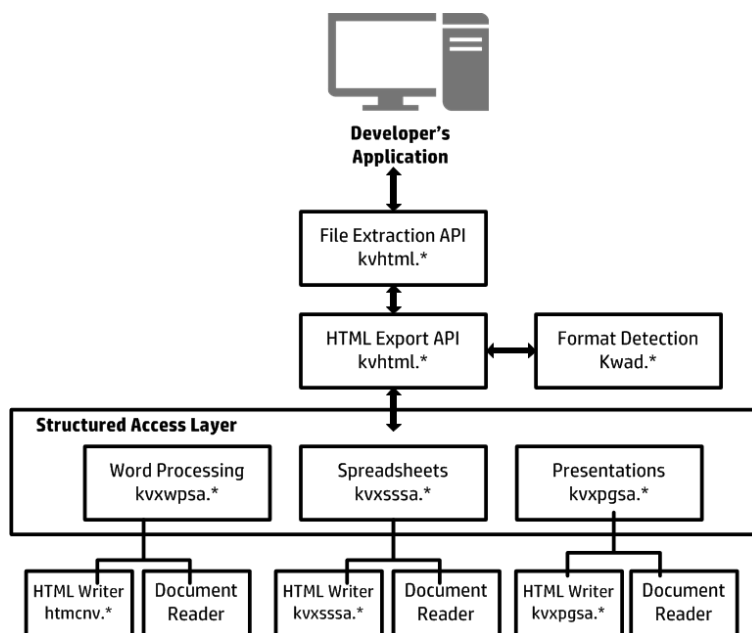 Developer's
Application
File Extraction API
kvhtml.*
HTML Export API
kvhtml.*
Format Detection
Kwad.*
Structured Access Layer
Word Processing
kvxwpsa.*
Spreadsheets
kvxsssa.*
Presentations
kvxpgsa.*
HTML Writer
htmcnv.*
Document
Reader
HTML Writer
kvxsssa.*
Document
Reader
HTML Writer
kvxpgsa.*
Document
Reader